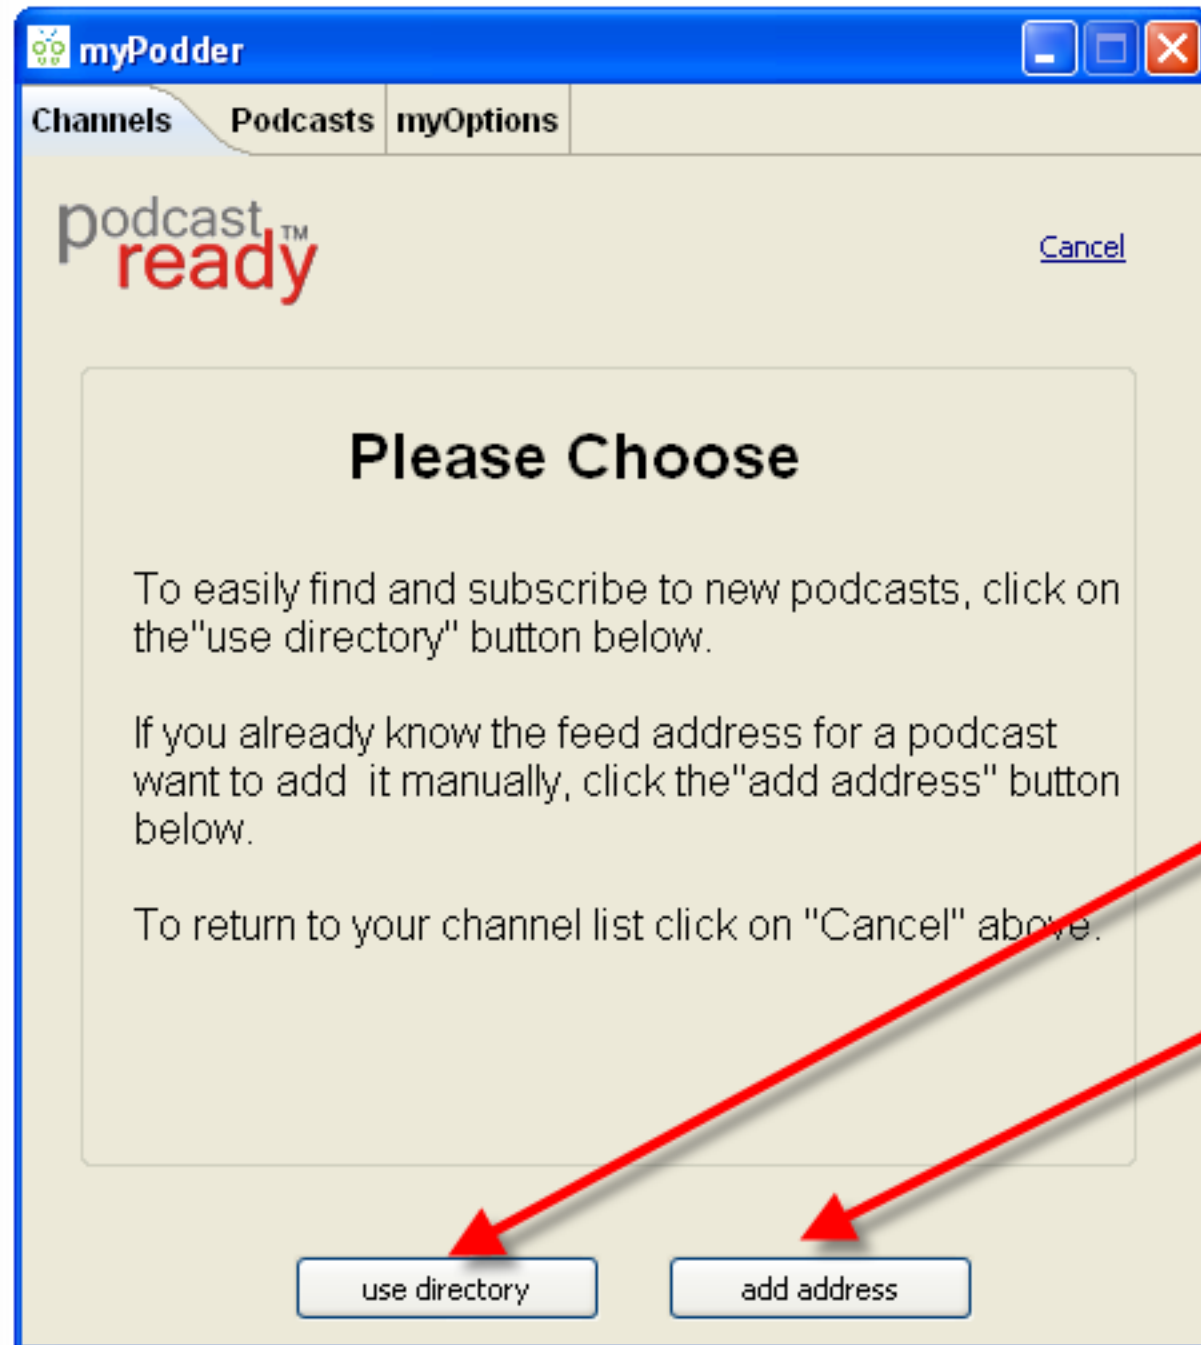 myPodder
Channels Podcasts myOptions
podcast™
ready
Cancel
Please Choose
To easily find and subscribe to new podcasts, click on
the"use directory" button below.
If you already know the feed address for a podcast
want to add  it manually, click the"add address" button
below.
To return to your channel list click on "Cancel" above.
use directory
add address